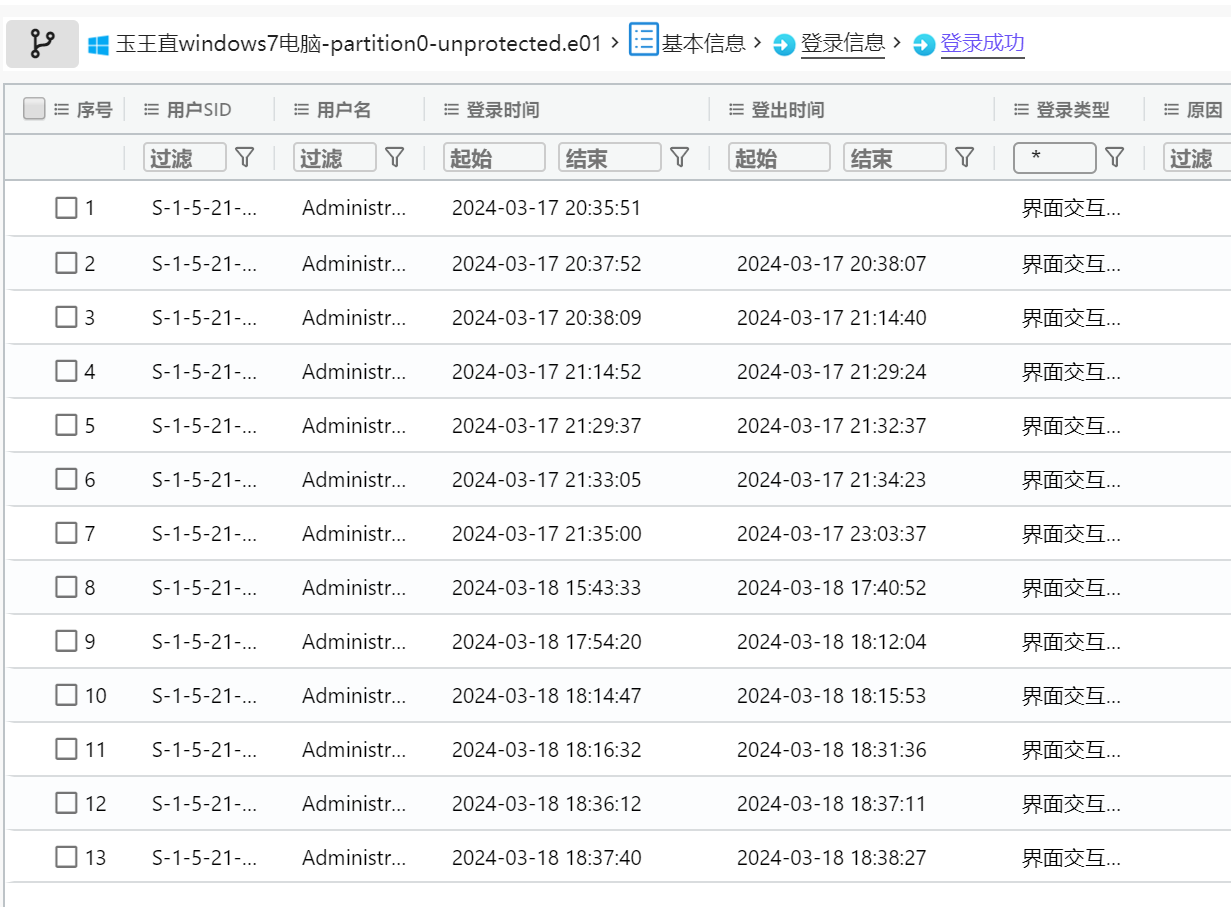 玉王直windows7电脑-partition0-unprotected.e01 > 基本信息 > 登录信息 > 登录成功
序号 用户SID 用户名 登录时间 登出时间 登录类型 原因
过滤 过滤 起始 结束 起始 结束 * 过滤
1 S-1-5-21-... Administr... 2024-03-17 20:35:51 界面交互...
2 S-1-5-21-... Administr... 2024-03-17 20:37:52 2024-03-17 20:38:07 界面交互...
3 S-1-5-21-... Administr... 2024-03-17 20:38:09 2024-03-17 21:14:40 界面交互...
4 S-1-5-21-... Administr... 2024-03-17 21:14:52 2024-03-17 21:29:24 界面交互...
5 S-1-5-21-... Administr... 2024-03-17 21:29:37 2024-03-17 21:32:37 界面交互...
6 S-1-5-21-... Administr... 2024-03-17 21:33:05 2024-03-17 21:34:23 界面交互...
7 S-1-5-21-... Administr... 2024-03-17 21:35:00 2024-03-17 23:03:37 界面交互...
8 S-1-5-21-... Administr... 2024-03-18 15:43:33 2024-03-18 17:40:52 界面交互...
9 S-1-5-21-... Administr... 2024-03-18 17:54:20 2024-03-18 18:12:04 界面交互...
10 S-1-5-21-... Administr... 2024-03-18 18:14:47 2024-03-18 18:15:53 界面交互...
11 S-1-5-21-... Administr... 2024-03-18 18:16:32 2024-03-18 18:31:36 界面交互...
12 S-1-5-21-... Administr... 2024-03-18 18:36:12 2024-03-18 18:37:11 界面交互...
13 S-1-5-21-... Administr... 2024-03-18 18:37:40 2024-03-18 18:38:27 界面交互...